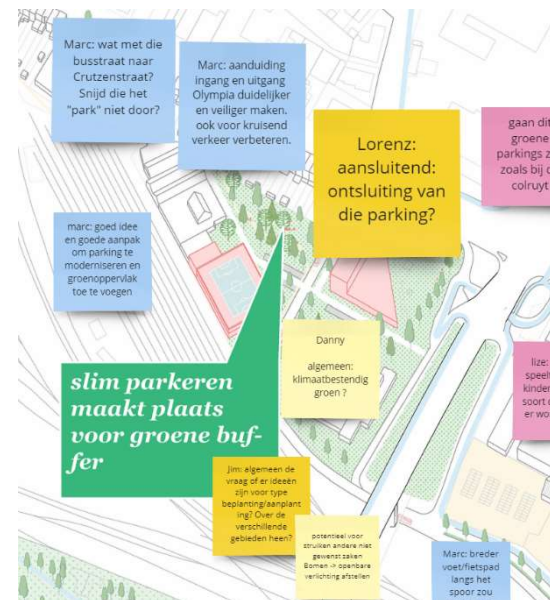 Marc: wat met die
busstraat naar
Crutzenstraat?
Snijd die het
"park" niet door?
Marc: aanduiding
ingang en uitgang
Olympia duidelijker
en veiliger maken.
ook voor kruisend
verkeer verbeteren.
Lorenz:
aansluitend:
ontsluiting van
die parking?
gaan dit
groene
parkings z
zoals bij c
colruyt
marc: goed idee
en goede aanpak
om parking te
moderniseren en
groenoppervlak
toe te voegen
Danny
algemeen:
klimaatbestendig
groen ?
lize:
speelt
kinder
soort
er wo
slim parkeren
maakt plaats
voor groene buf-
fer
Jim: algemeen de
vraag of er ideeën
zijn voor type
beplanting/aanplant
ing? Over de
verschillende
gebieden heen?
potentieel voor
struiken andere niet
gewenst zaken
Bomen -> openbare
verlichting afstellen
Marc: breder
voet/fietspad
langs het
spoor zou